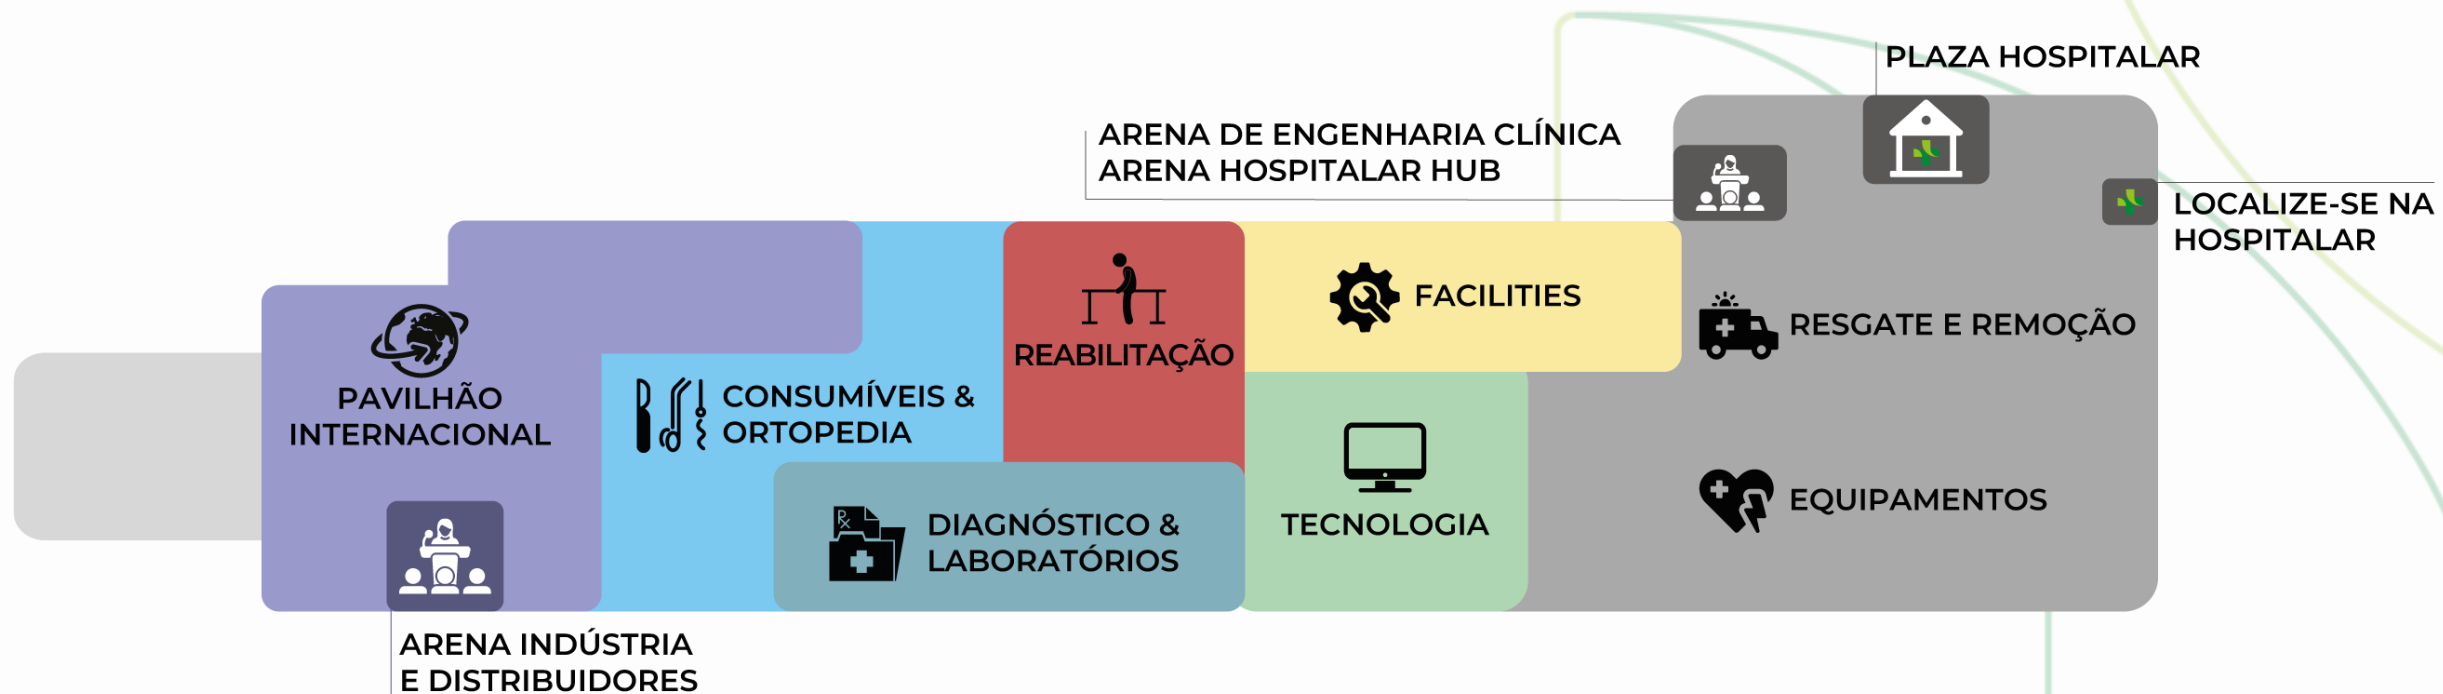 PLAZA HOSPITALAR
ARENA DE ENGENHARIA CLÍNICA
ARENA HOSPITALAR HUB
LOCALIZE-SE NA
HOSPITALAR
FACILITIES
RESGATE E REMOÇÃO
REABILITAÇÃO
PAVILHÃO
INTERNACIONAL
CONSUMÍVEIS &
ORTOPEDIA
EQUIPAMENTOS
Rx
DIAGNÓSTICO &
LABORATÓRIOS
TECNOLOGIA
ARENA INDÚSTRIA
E DISTRIBUIDORES